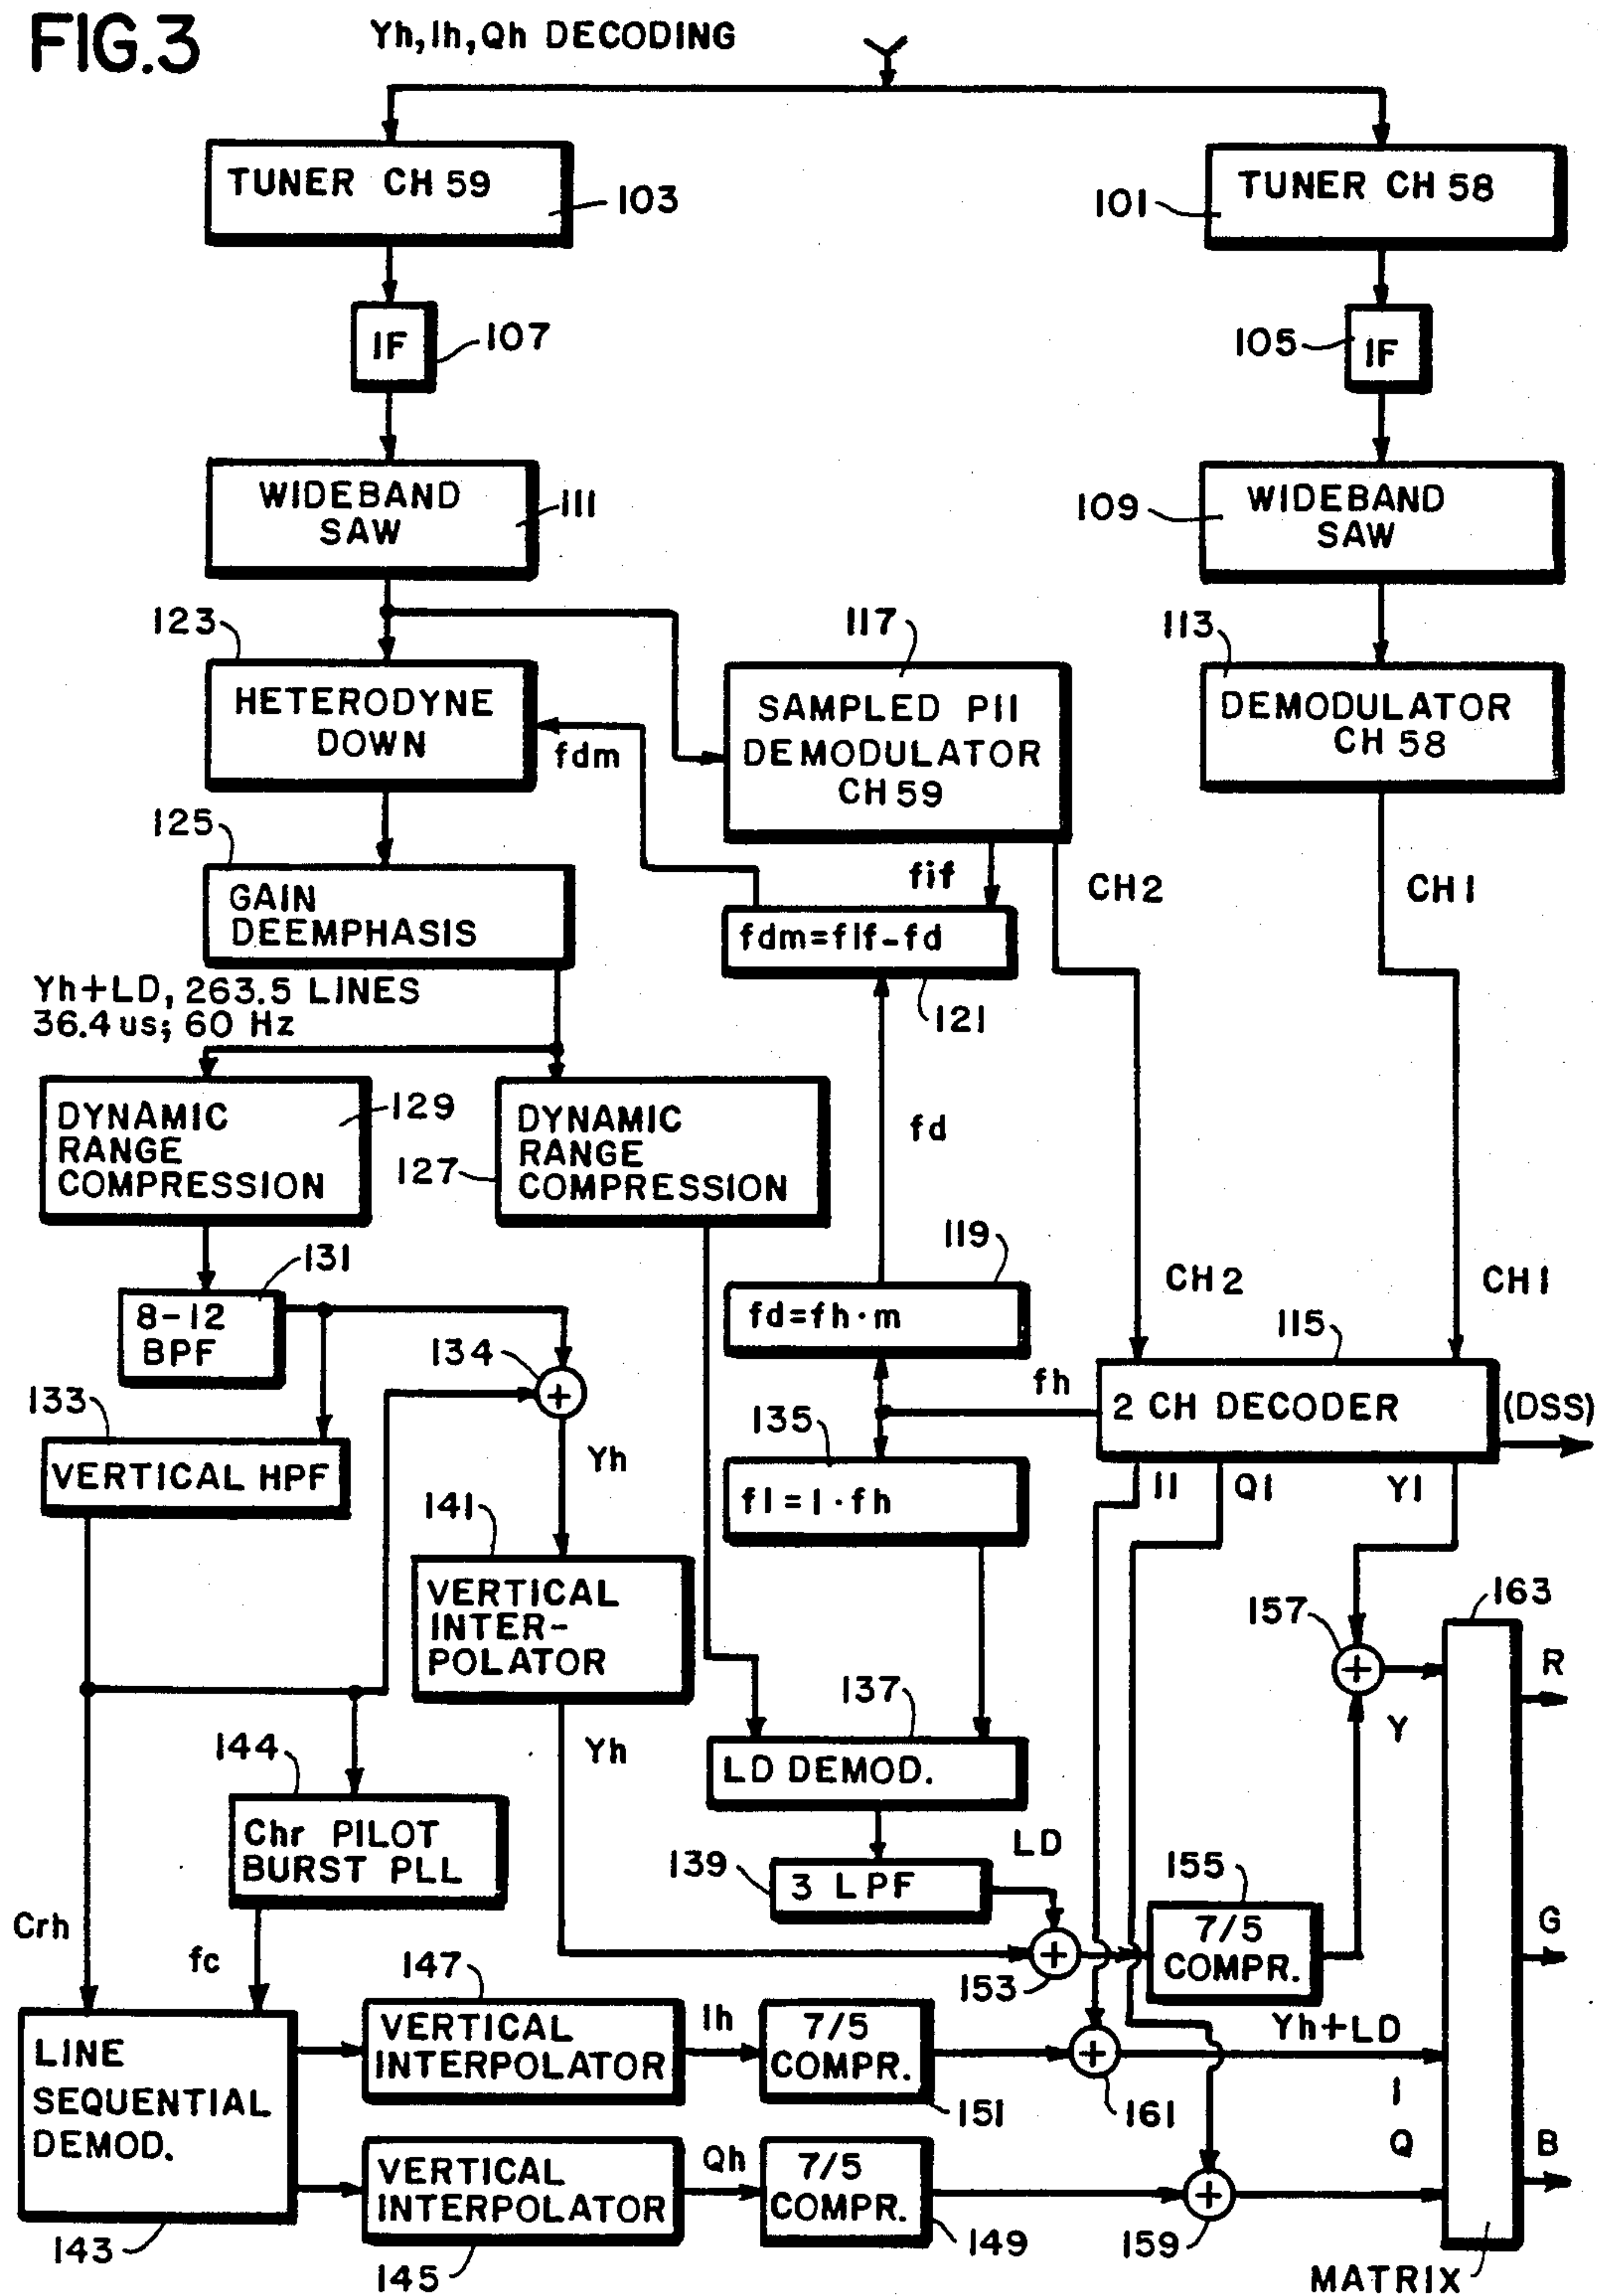 FIG.3
Yh,Ih,Qh DECODING
TUNER CH 59
103
TUNER CH 58
101
IF
107
IF
105
WIDEBAND
SAW
111
WIDEBAND
SAW
109
123
HETERODYNE
DOWN
fdm
117
SAMPLED PII
DEMODULATOR
CH 59
113
DEMODULATOR
CH 58
125
GAIN
DEEMPHASIS
fif
CH2
CH1
fdm=fIf-fd
121
Yh+LD, 263.5 LINES
36.4us; 60 Hz
DYNAMIC
RANGE
COMPRESSION
129
DYNAMIC
RANGE
COMPRESSION
127
fd
131
8-12
BPF
119
fd=fh·m
CH2
CH1
134
+
115
2 CH DECODER
(DSS)
fh
133
VERTICAL HPF
Yh
135
fl=l·fh
II
QI
YI
141
VERTICAL
INTER-
POLATOR
157
+
163
R
Y
137
LD DEMOD.
Yh
144
Chr PILOT
BURST PLL
LD
139
3 LPF
155
7/5
COMPR.
G
Crh
fc
+
153
147
VERTICAL
INTERPOLATOR
Ih
7/5
COMPR.
151
+
161
Yh+LD
I
LINE
SEQUENTIAL
DEMOD.
143
VERTICAL
INTERPOLATOR
145
Qh
7/5
COMPR.
149
+
159
Q
B
MATRIX